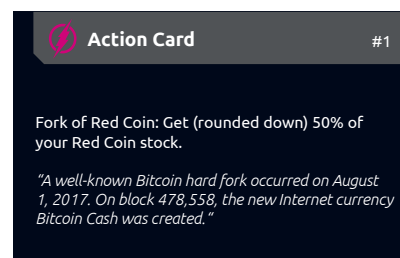 Action Card
#1
Fork of Red Coin: Get (rounded down) 50% of
your Red Coin stock.
“A well-known Bitcoin hard fork occurred on August
1, 2017. On block 478,558, the new Internet currency
Bitcoin Cash was created.“